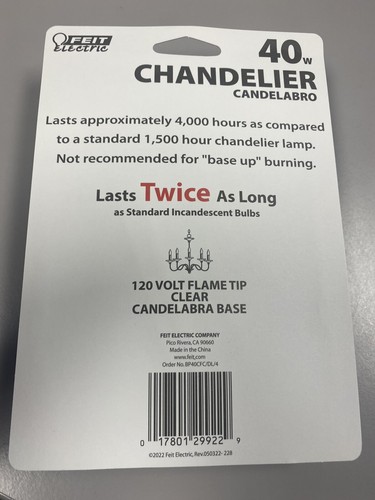 FEIT
Electric
40W
CHANDELIER
CANDELABRO
Lasts approximately 4,000 hours as compared
to a standard 1,500 hour chandelier lamp.
Not recommended for "base up" burning.
Lasts Twice As Long
as Standard Incandescent Bulbs
120 VOLT FLAME TIP
CLEAR
CANDELABRA BASE
FEIT ELECTRIC COMPANY
Pico Rivera, CA 90660
Made in the China
www.feit.com
Order No. BP40CFC/DL/4
0 17801 29922 9
©2022 Feit Electric, Rev.050322- 228